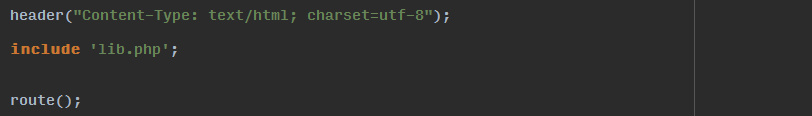 header("Content-Type: text/html; charset=utf-8");
include 'lib.php';
route();